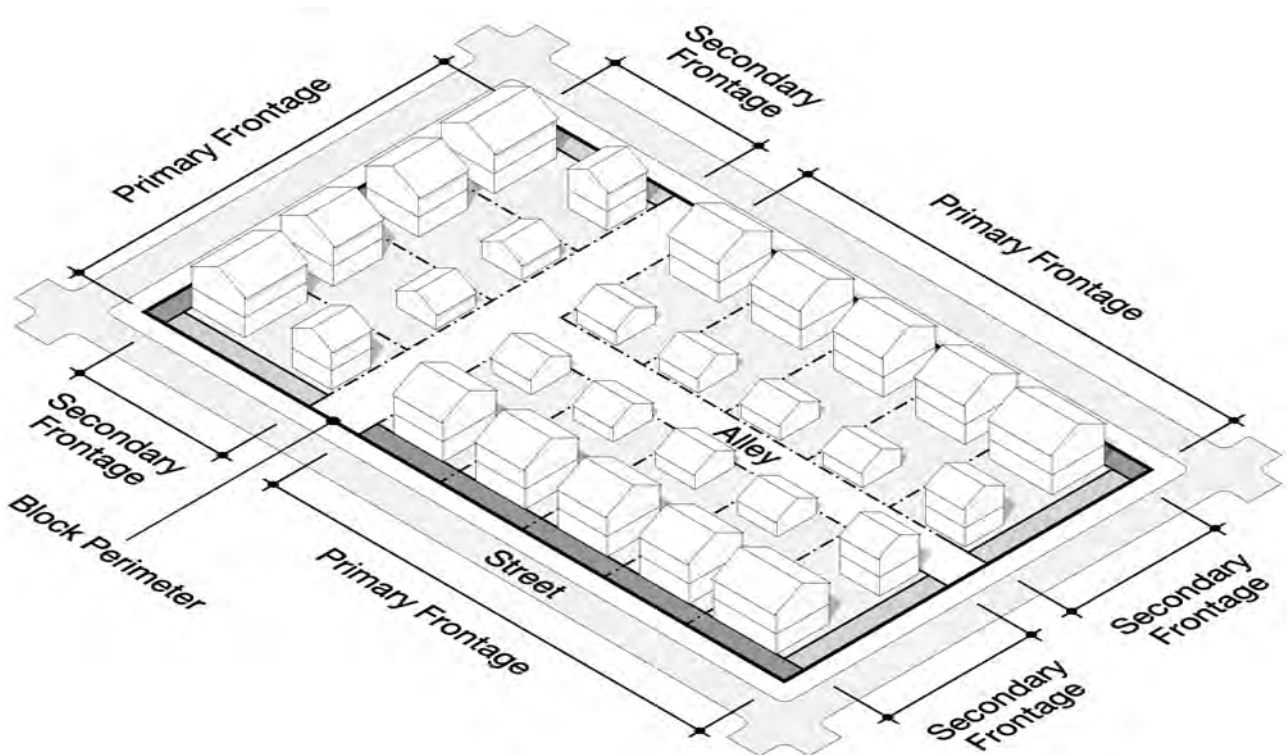 Secondary
Frontage
Primary Frontage
Primary Frontage
Secondary
Frontage
Alley
Block Perimeter
Street
Primary Frontage
Secondary
Frontage
Secondary
Frontage